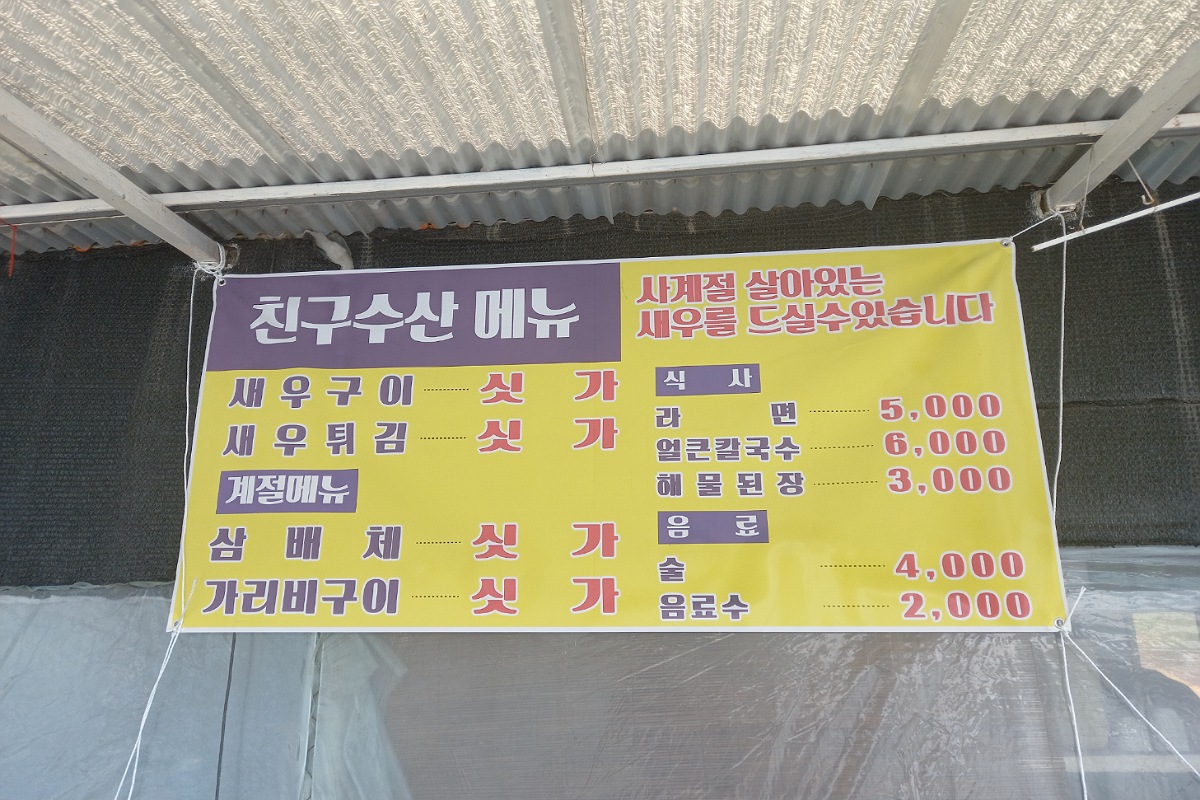 친구수산 메뉴
새우구이 싯 가
새우튀김 싯 가
계절메뉴
삼 배 체 싯 가
가리비구이 싯 가
사계절 살아있는
새우를 드실수있습니다
식 사
라 면 5,000
얼큰칼국수 6,000
해물된장 3,000
음 료
술 4,000
음료수 2,000